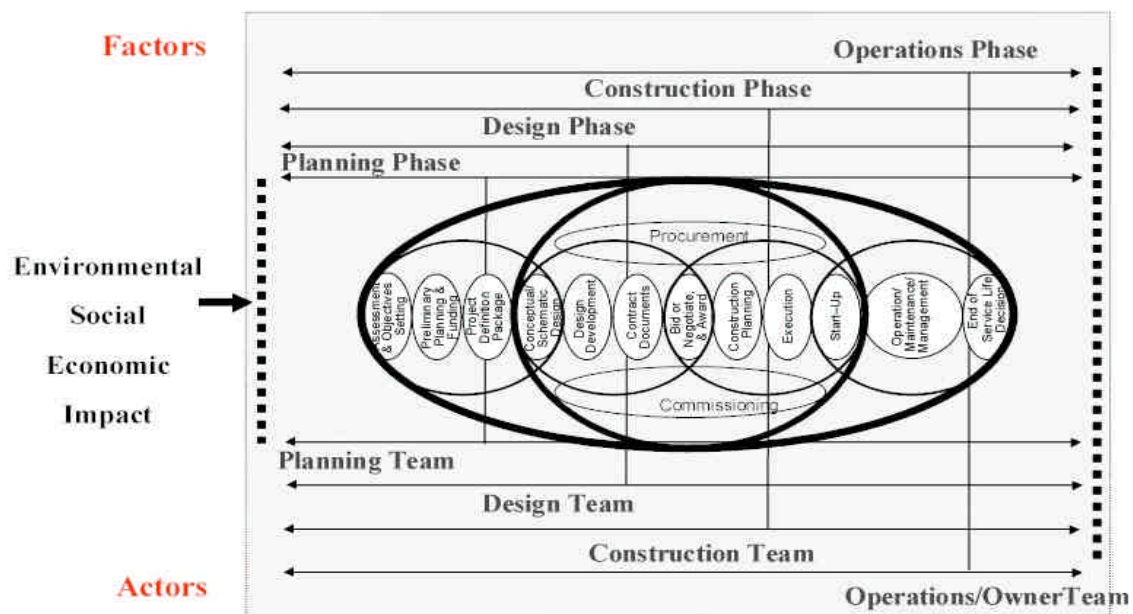 Factors
Operations Phase
Construction Phase
Design Phase
Planning Phase
Environmental
Social
Economic
Impact
Procurement
Assessment
& Objectives
Setting
Preliminary
Planning &
Funding
Project
Definition
Package
Conceptual/
Schematic
Design
Design
Development
Contract
Documents
Bid or
Negotiate,
& Award
Construction
Planning
Execution
Start-Up
Operation/
Maintenance/
Management
End of
Service Life
Decision
Commissioning
Planning Team
Design Team
Construction Team
Actors
Operations/OwnerTeam